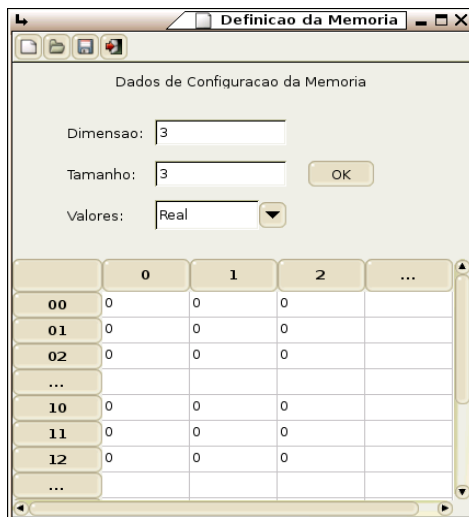 Definicao da Memoria
Dados de Configuracao da Memoria
Dimensao: 3
Tamanho: 3 OK
Valores: Real
0 1 2 ...
00 0 0 0
01 0 0 0
02 0 0 0
...
10 0 0 0
11 0 0 0
12 0 0 0
...